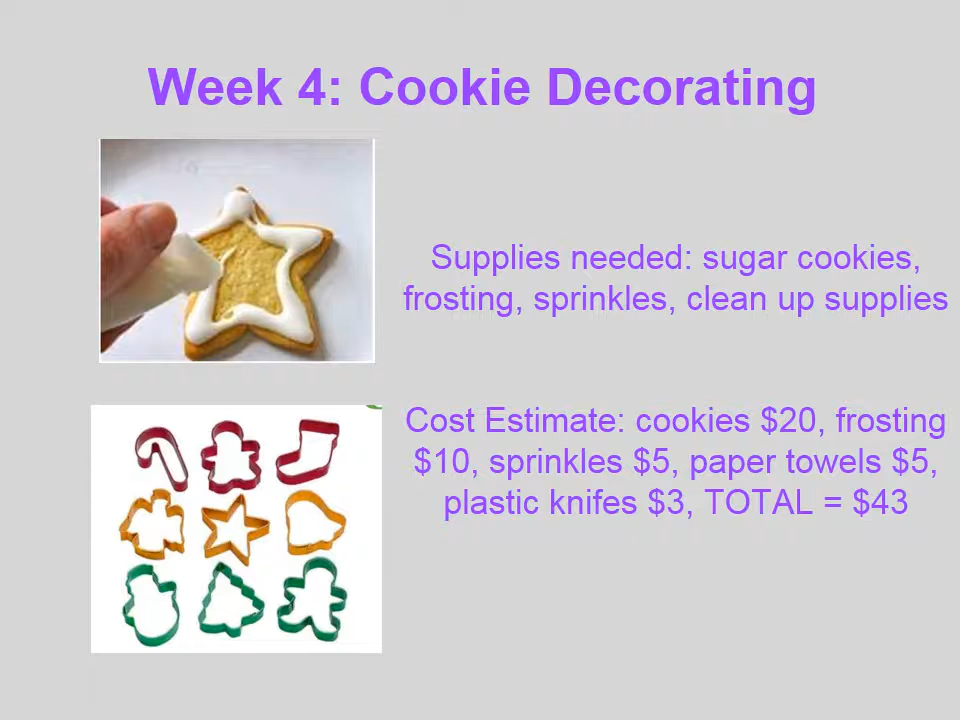 Week 4: Cookie Decorating
Supplies needed: sugar cookies,
frosting, sprinkles, clean up supplies
Cost Estimate: cookies $20, frosting
$10, sprinkles $5, paper towels $5,
plastic knifes $3, TOTAL = $43